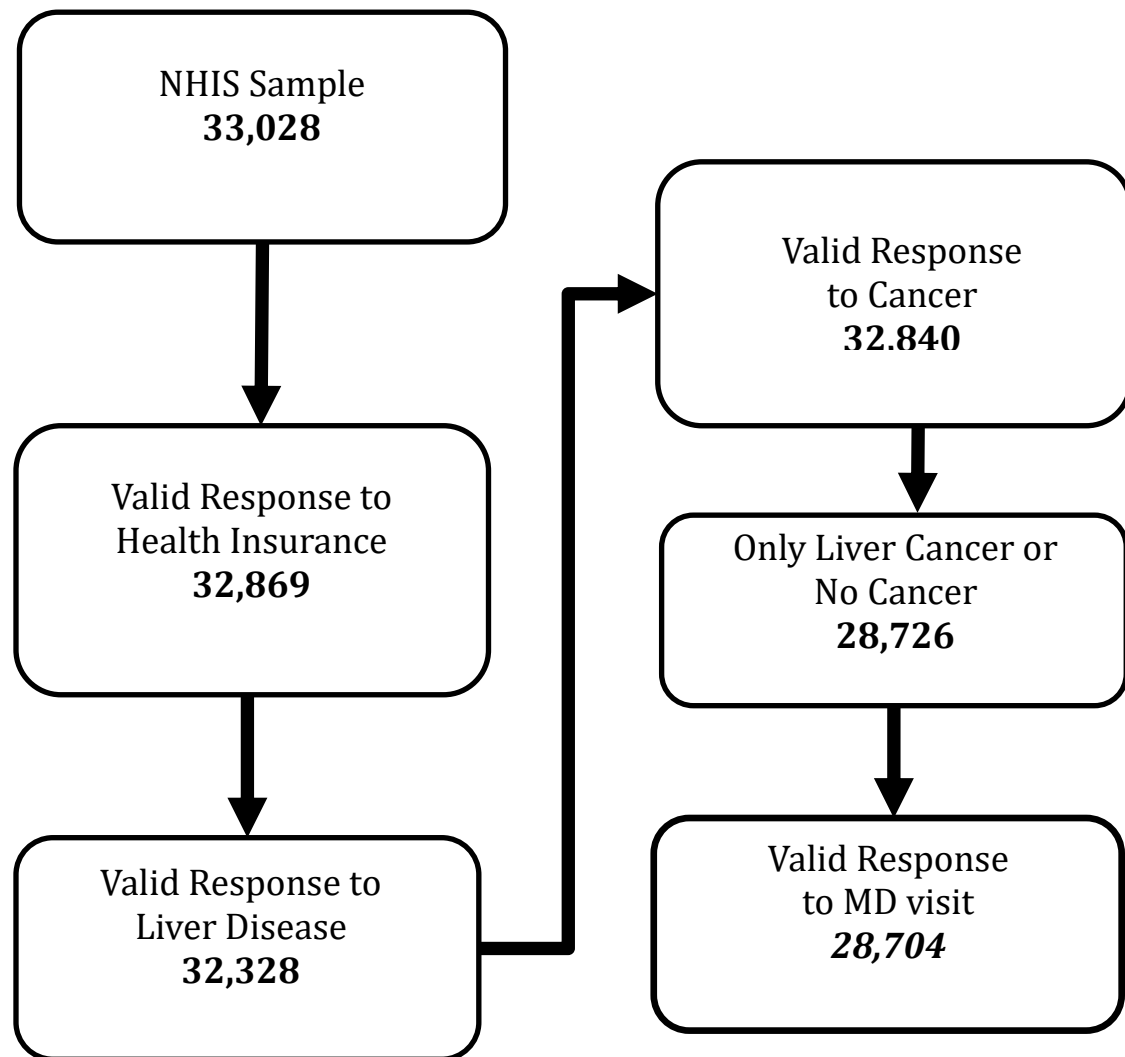 NHIS Sample
33,028
Valid Response to
Health Insurance
32,869
Valid Response to
Liver Disease
32,328
Valid Response
to Cancer
32,840
Only Liver Cancer or
No Cancer
28,726
Valid Response
to MD visit
28,704